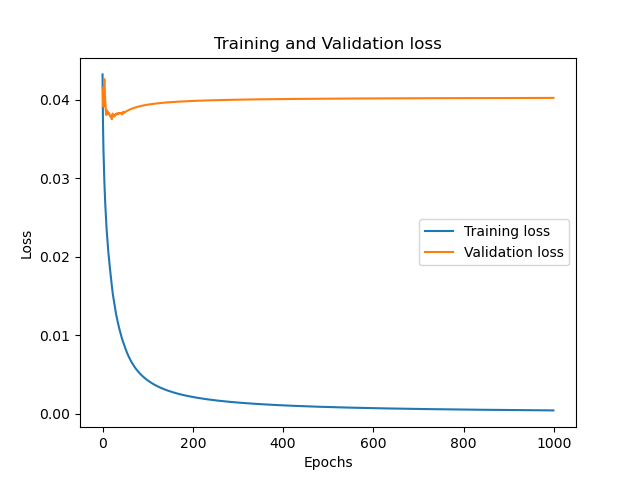 Training and Validation loss
Loss
0.04
0.03
0.02
0.01
0.00
Training loss
Validation loss
0
200
400
600
800
1000
Epochs